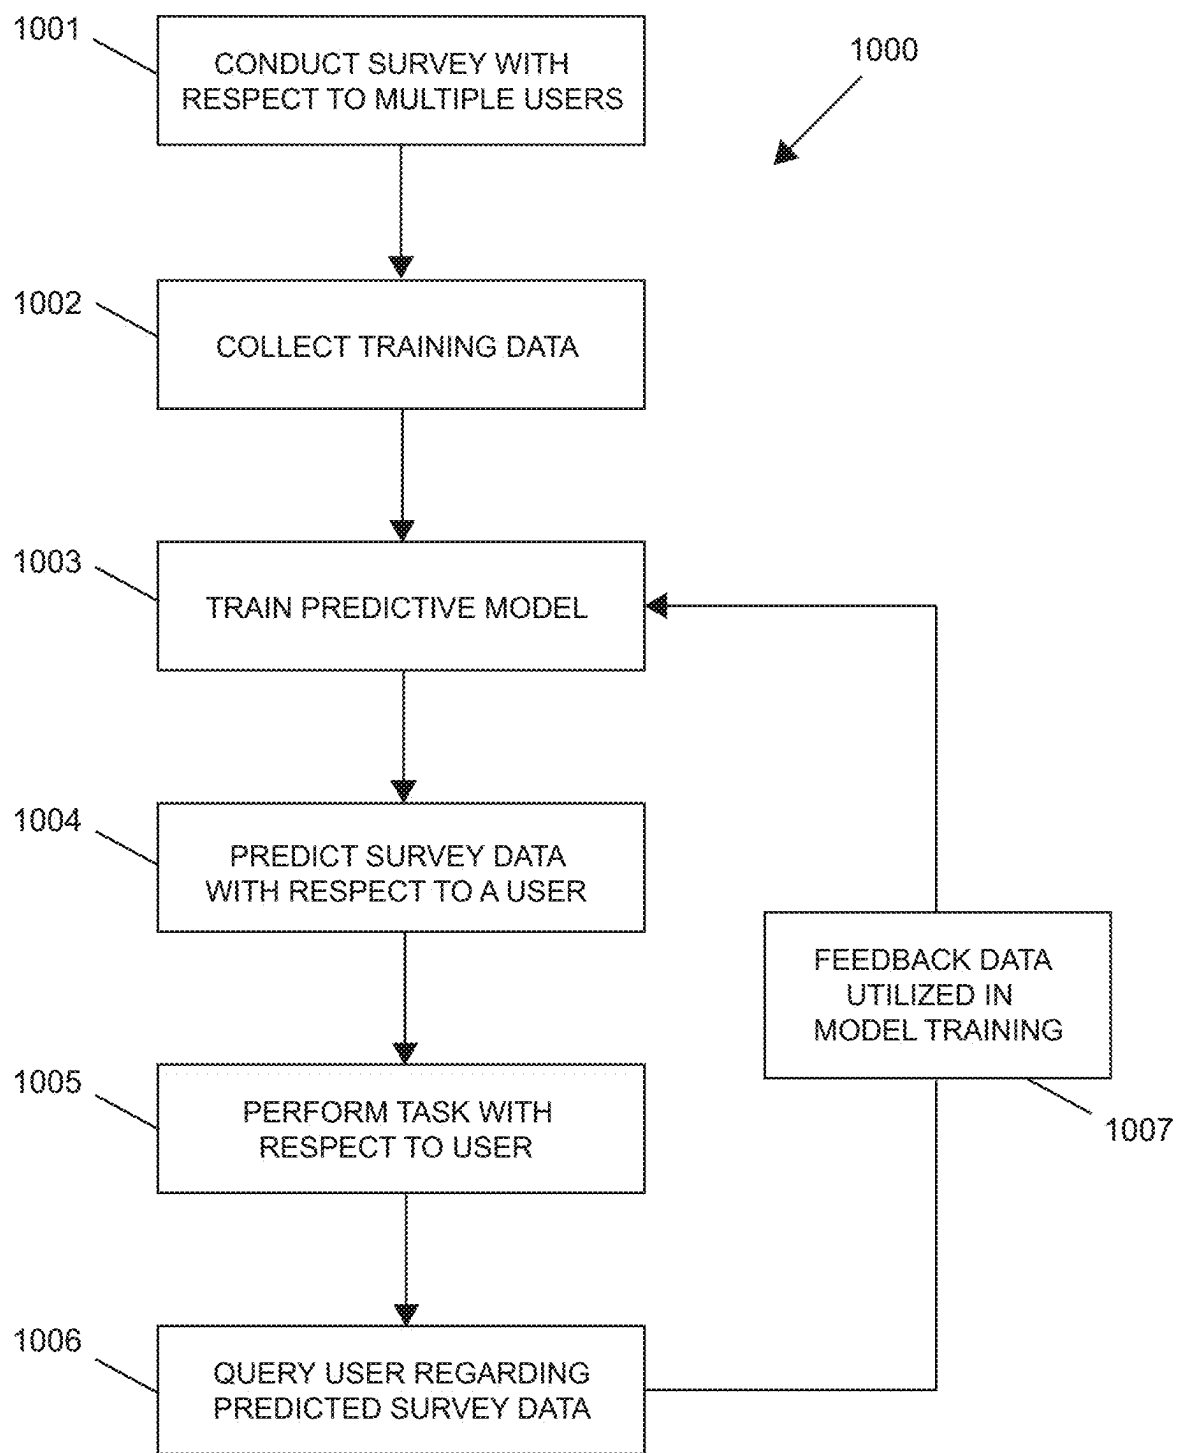 1001
CONDUCT SURVEY WITH
RESPECT TO MULTIPLE USERS
1000
1002
COLLECT TRAINING DATA
1003
TRAIN PREDICTIVE MODEL
1004
PREDICT SURVEY DATA
WITH RESPECT TO A USER
FEEDBACK DATA
UTILIZED IN
MODEL TRAINING
1007
1005
PERFORM TASK WITH
RESPECT TO USER
1006
QUERY USER REGARDING
PREDICTED SURVEY DATA